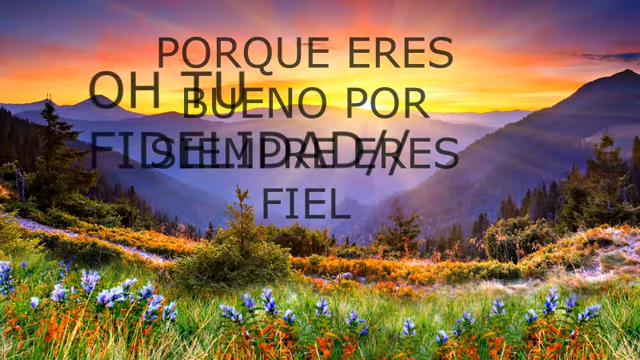 PORQUE ERES
BUENO POR
SIEMPRE ERES
FIEL
OH TU
FIDELIDAD//